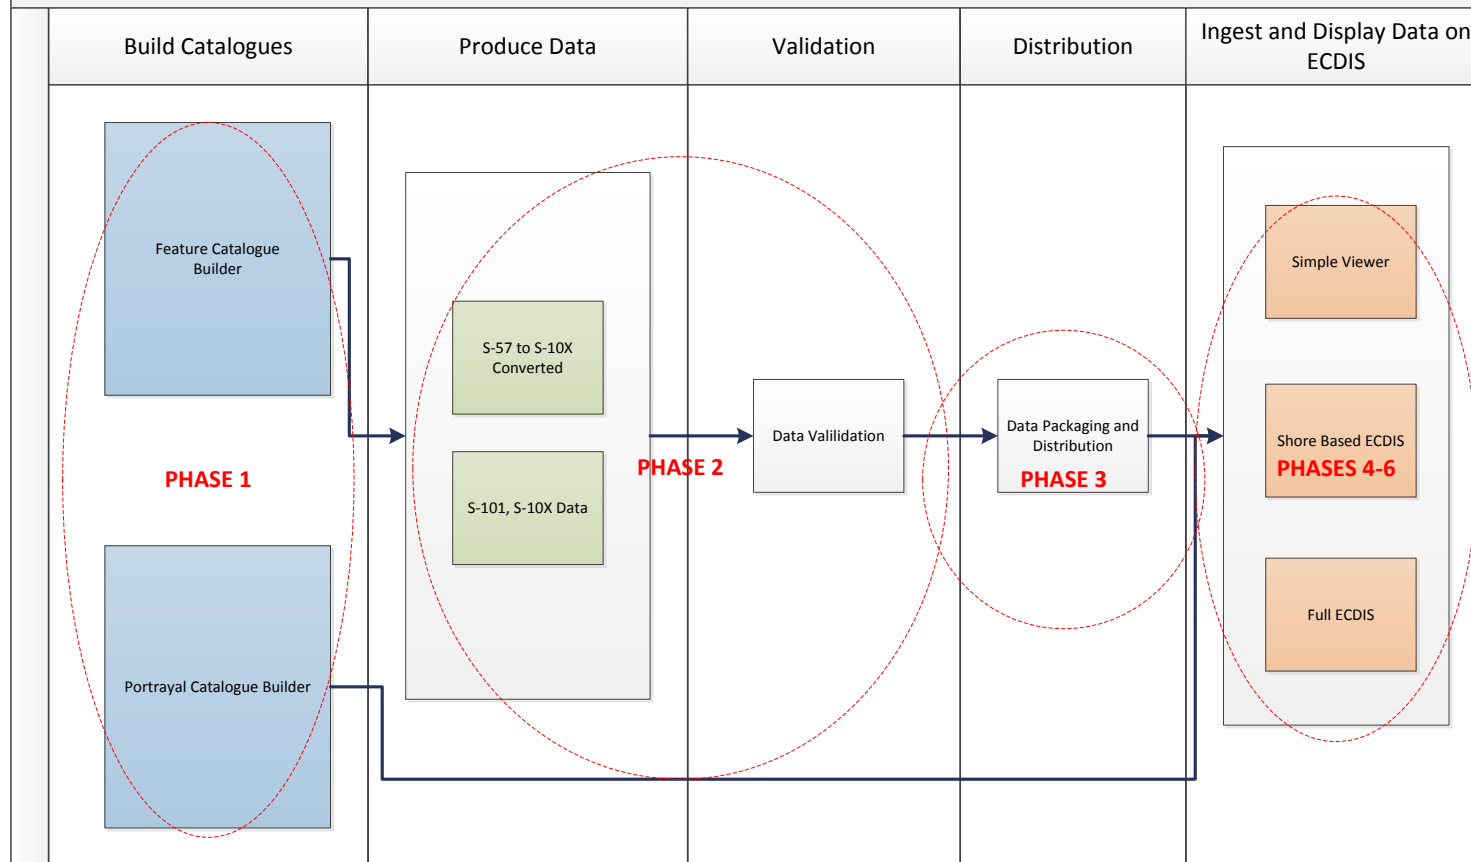 Build Catalogues
Produce Data
Validation
Distribution
Ingest and Display Data on
ECDIS
Feature Catalogue
Builder
PHASE 1
Portrayal Catalogue Builder
S-57 to S-10X
Converted
S-101, S-10X Data
PHASE 2
Data Valilidation
Data Packaging and
Distribution
PHASE 3
Simple Viewer
Shore Based ECDIS
PHASES 4-6
Full ECDIS